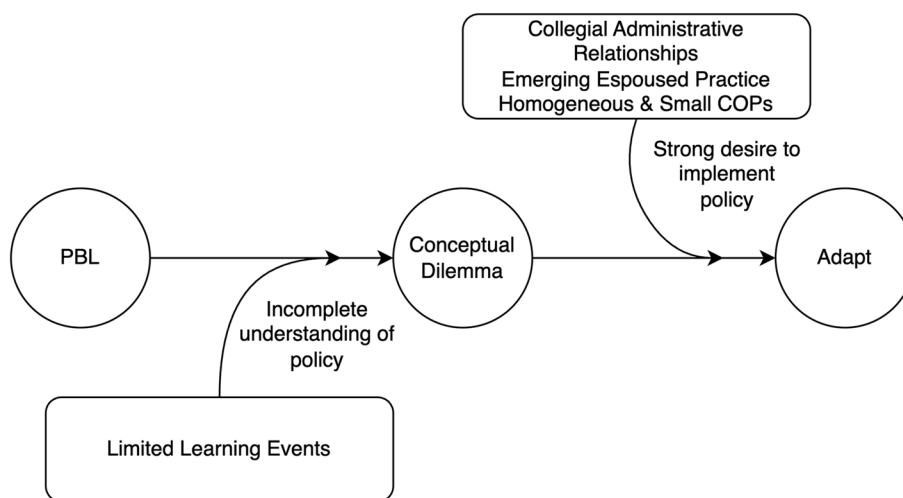 Collegial Administrative
Relationships
Emerging Espoused Practice
Homogeneous & Small COPs
Strong desire to
implement
policy
PBL
Conceptual
Dilemma
Adapt
Incomplete
understanding of
policy
Limited Learning Events